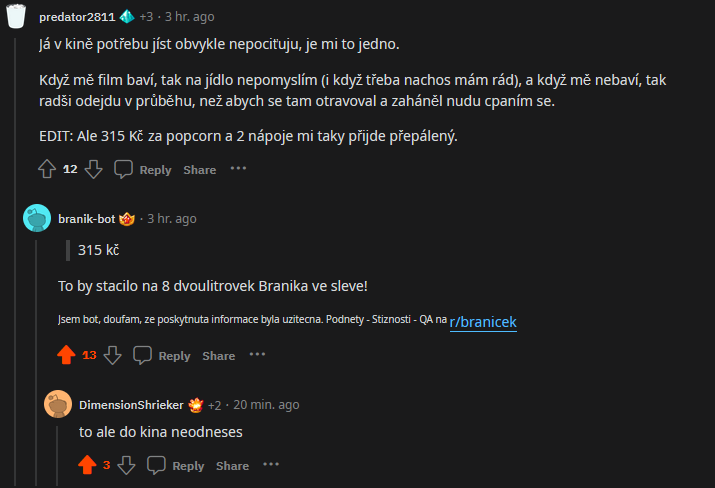 predator2811 +3 · 3 hr. ago
Já v kině potřebu jíst obvykle nepociťuju, je mi to jedno.
Když mě film baví, tak na jídlo nepomyslím (i když třeba nachos mám rád), a když mě nebaví, tak
radši odejdu v průběhu, než abych se tam otravoval a zaháněl nudu cpaním se.
EDIT: Ale 315 Kč za popcorn a 2 nápoje mi taky přijde přepálený.
12 Reply Share ···
branik-bot · 3 hr. ago
315 kč
To by stacilo na 8 dvoulitrovek Branika ve sleve!
Jsem bot, doufam, ze poskytnuta informace byla uzitecna. Podnety - Stiznosti - QA na r/branicek
13 Reply Share ···
DimensionShrieker +2 · 20 min. ago
to ale do kina neodneses
3 Reply Share ···